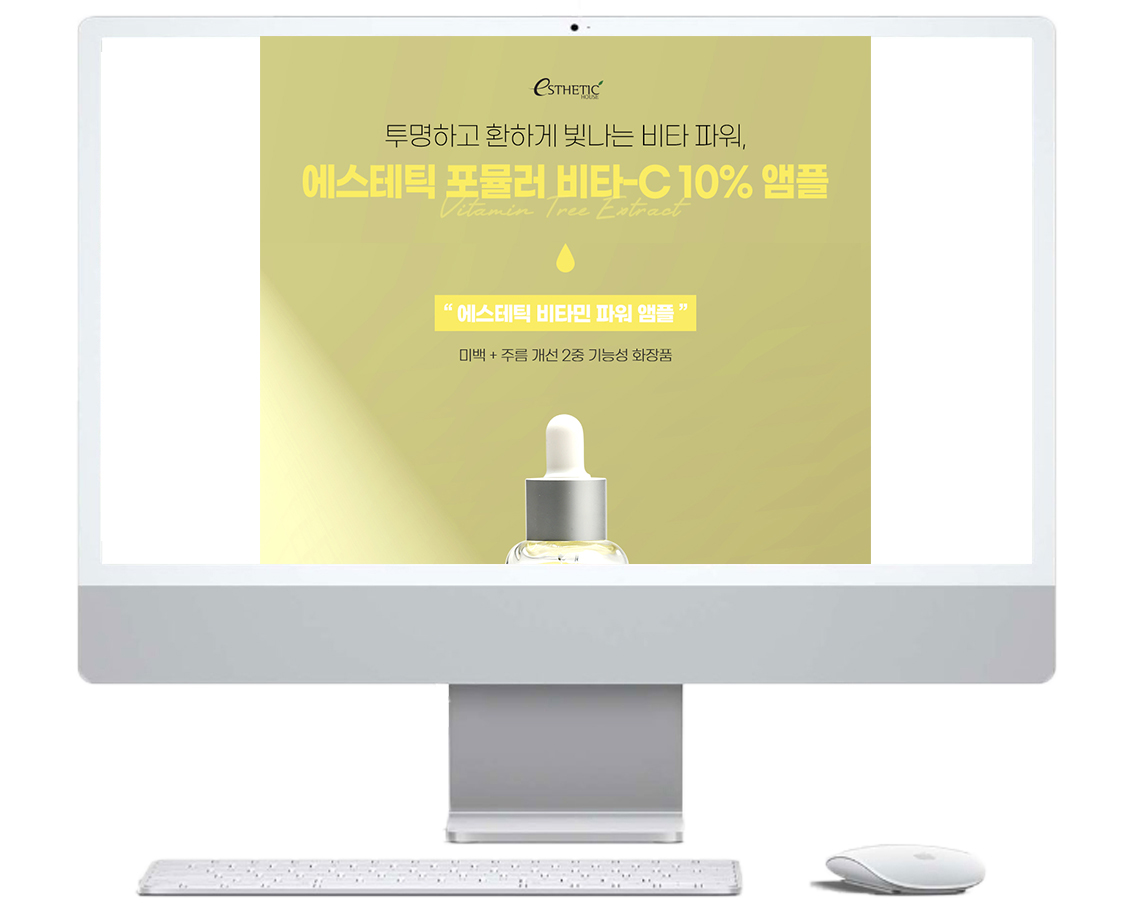 eSTHETIC
HOUSE
투명하고 환하게 빛나는 비타 파워,
에스테틱 포뮬러 비타-C 10% 앰플
Vitamin Tree Extract
“ 에스테틱 비타민 파워 앰플 ”
미백 + 주름 개선 2중 기능성 화장품